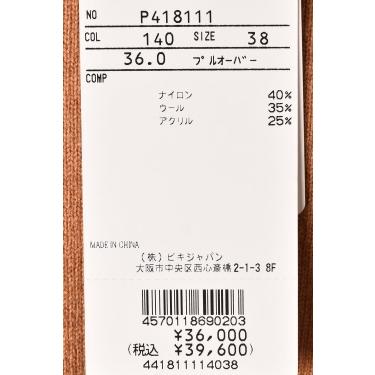 NO P418111
COL 140 SIZE 38
36.0 プルオーバー
COMP
ナイロン 40%
ウール 35%
アクリル 25%
MADE IN CHINA
(株)ビキジャパン
大阪市中央区西心斎橋2-1-3 8F
4570118690203
¥36,000
(税込 ¥39,600)
441811114038